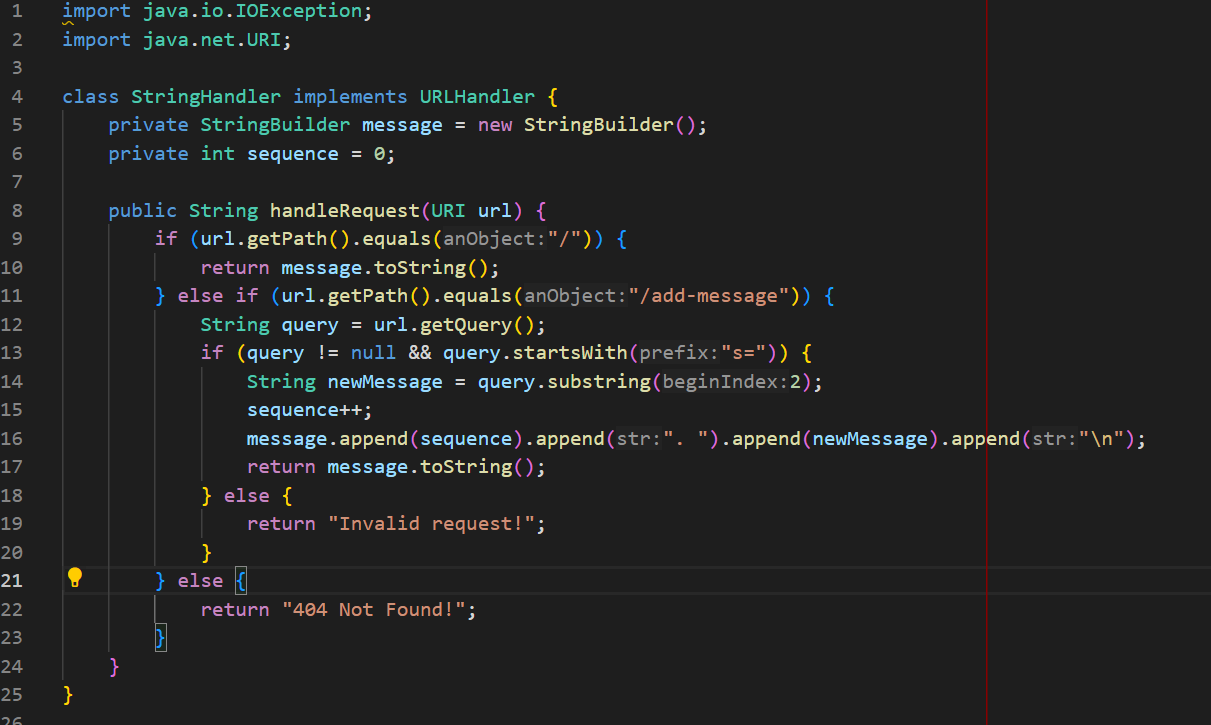 1 import java.io.IOException;
2 import java.net.URI;
3
4 class StringHandler implements URLHandler {
5     private StringBuilder message = new StringBuilder();
6     private int sequence = 0;
7
8     public String handleRequest(URI url) {
9         if (url.getPath().equals(anObject:"/")) {
10             return message.toString();
11         } else if (url.getPath().equals(anObject:"/add-message")) {
12             String query = url.getQuery();
13             if (query != null && query.startsWith(prefix:"s=")) {
14                 String newMessage = query.substring(beginIndex:2);
15                 sequence++;
16                 message.append(sequence).append(str:". ").append(newMessage).append(str:"\n");
17                 return message.toString();
18             } else {
19                 return "Invalid request!";
20             }
21         } else {
22             return "404 Not Found!";
23         }
24     }
25 }
26